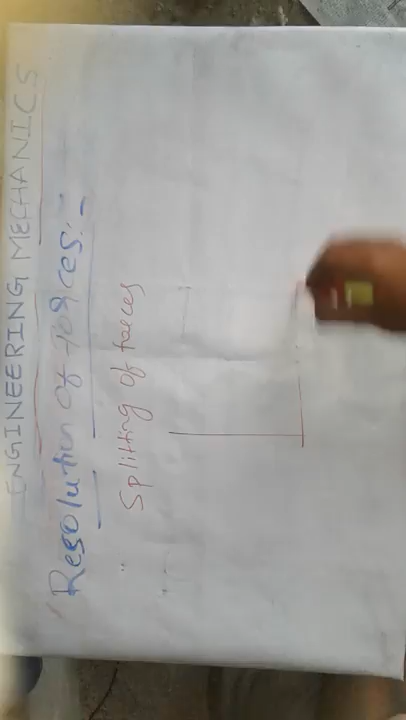 ENGINEERING MECHANICS
Resolution of forces:-
Splitting of forces